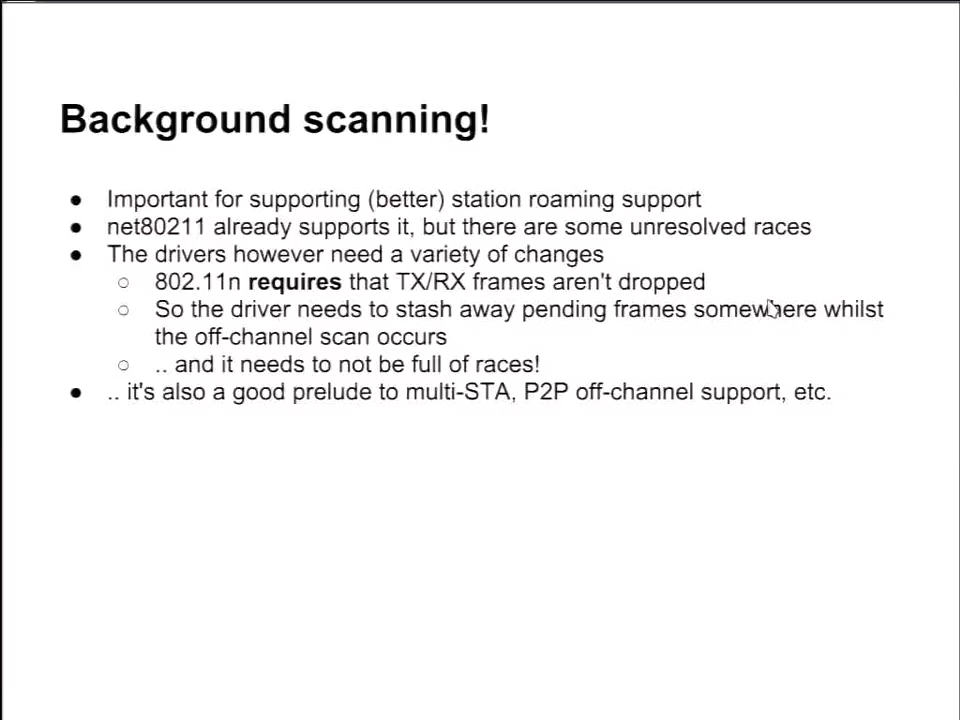 Background scanning!
● Important for supporting (better) station roaming support
● net80211 already supports it, but there are some unresolved races
● The drivers however need a variety of changes
○ 802.11n requires that TX/RX frames aren't dropped
○ So the driver needs to stash away pending frames somewhere whilst
the off-channel scan occurs
○ .. and it needs to not be full of races!
● .. it's also a good prelude to multi-STA, P2P off-channel support, etc.